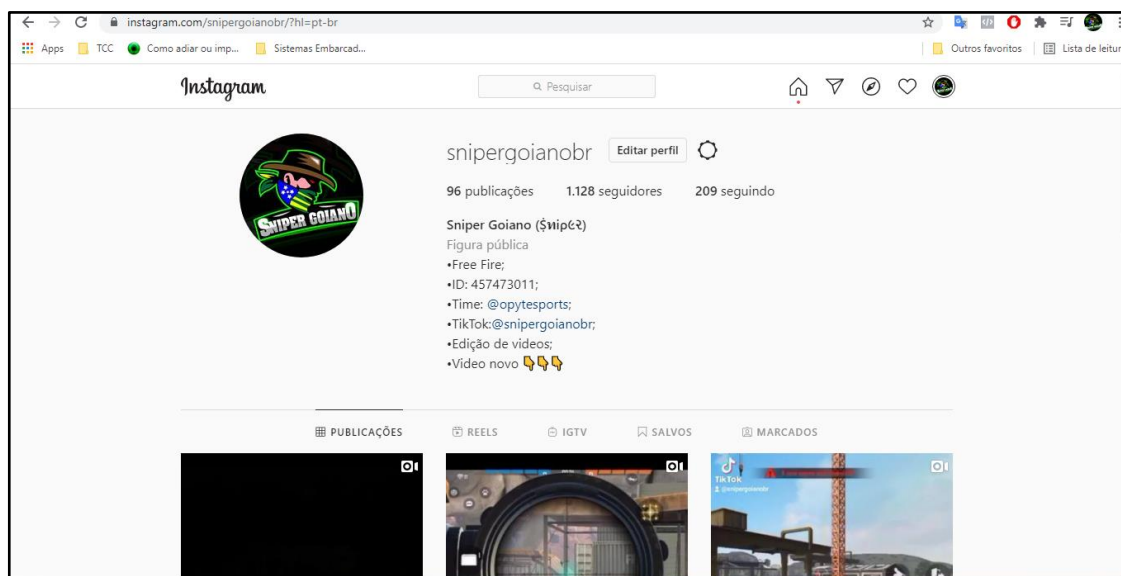 instagram.com/snipergoianobr/?hl=pt-br
Apps TCC Como adiar ou imp... Sistemas Embarcad... Outros favoritos Lista de leitur
Instagram Pesquisar
SNIPER GOIANO
snipergoianobr Editar perfil
96 publicações 1.128 seguidores 209 seguindo
Sniper Goiano ($ɴipєʀ)
Figura pública
•Free Fire;
•ID: 457473011;
•Time: @opytesports;
•TikTok:@snipergoianobr;
•Edição de videos;
•Video novo 👇👇👇
PUBLICAÇÕES REELS IGTV SALVOS MARCADOS
TikTok
@snipergoianobr